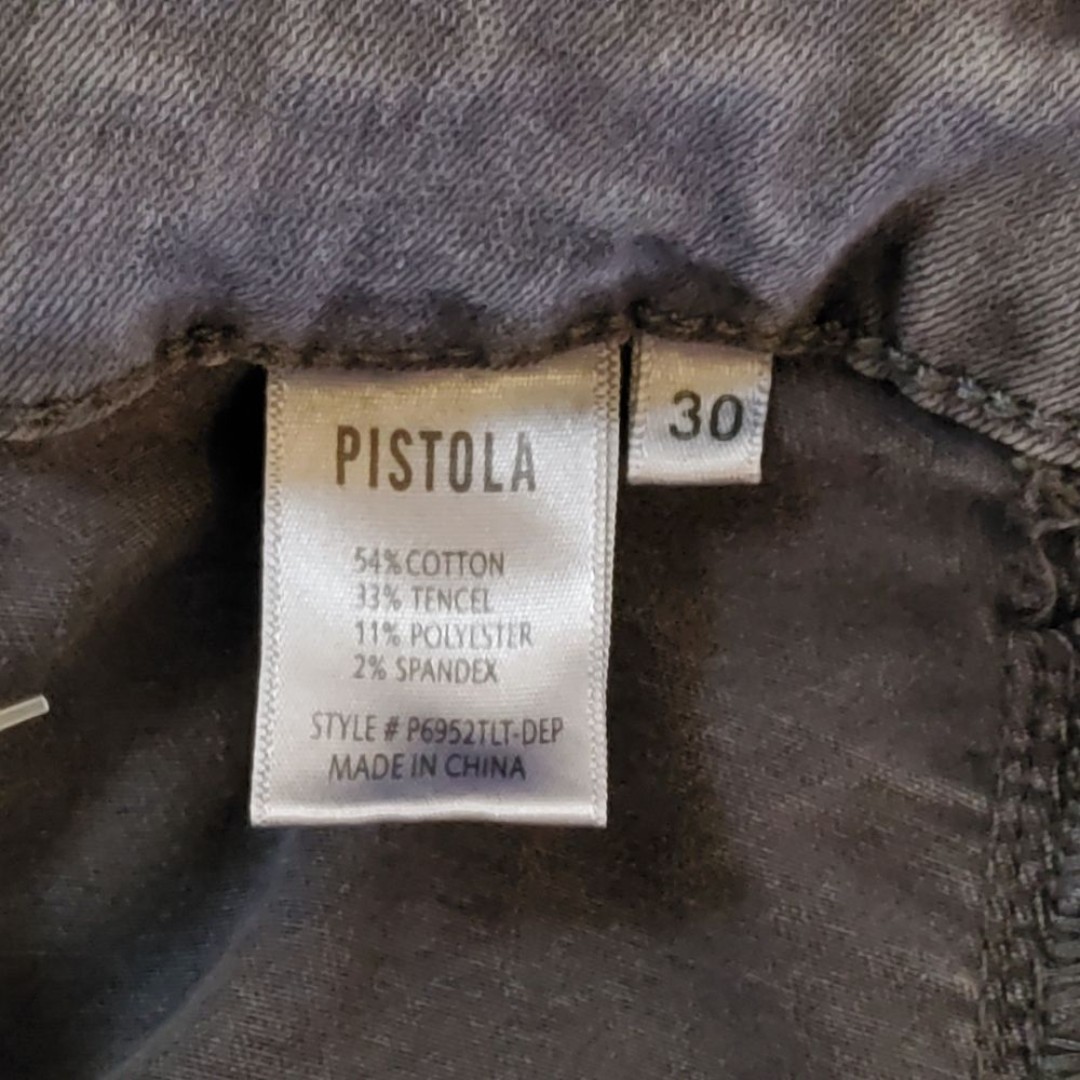 PISTOLA
30
54% COTTON
33% TENCEL
11% POLYESTER
2% SPANDEX
STYLE # P6952TLT-DEP
MADE IN CHINA